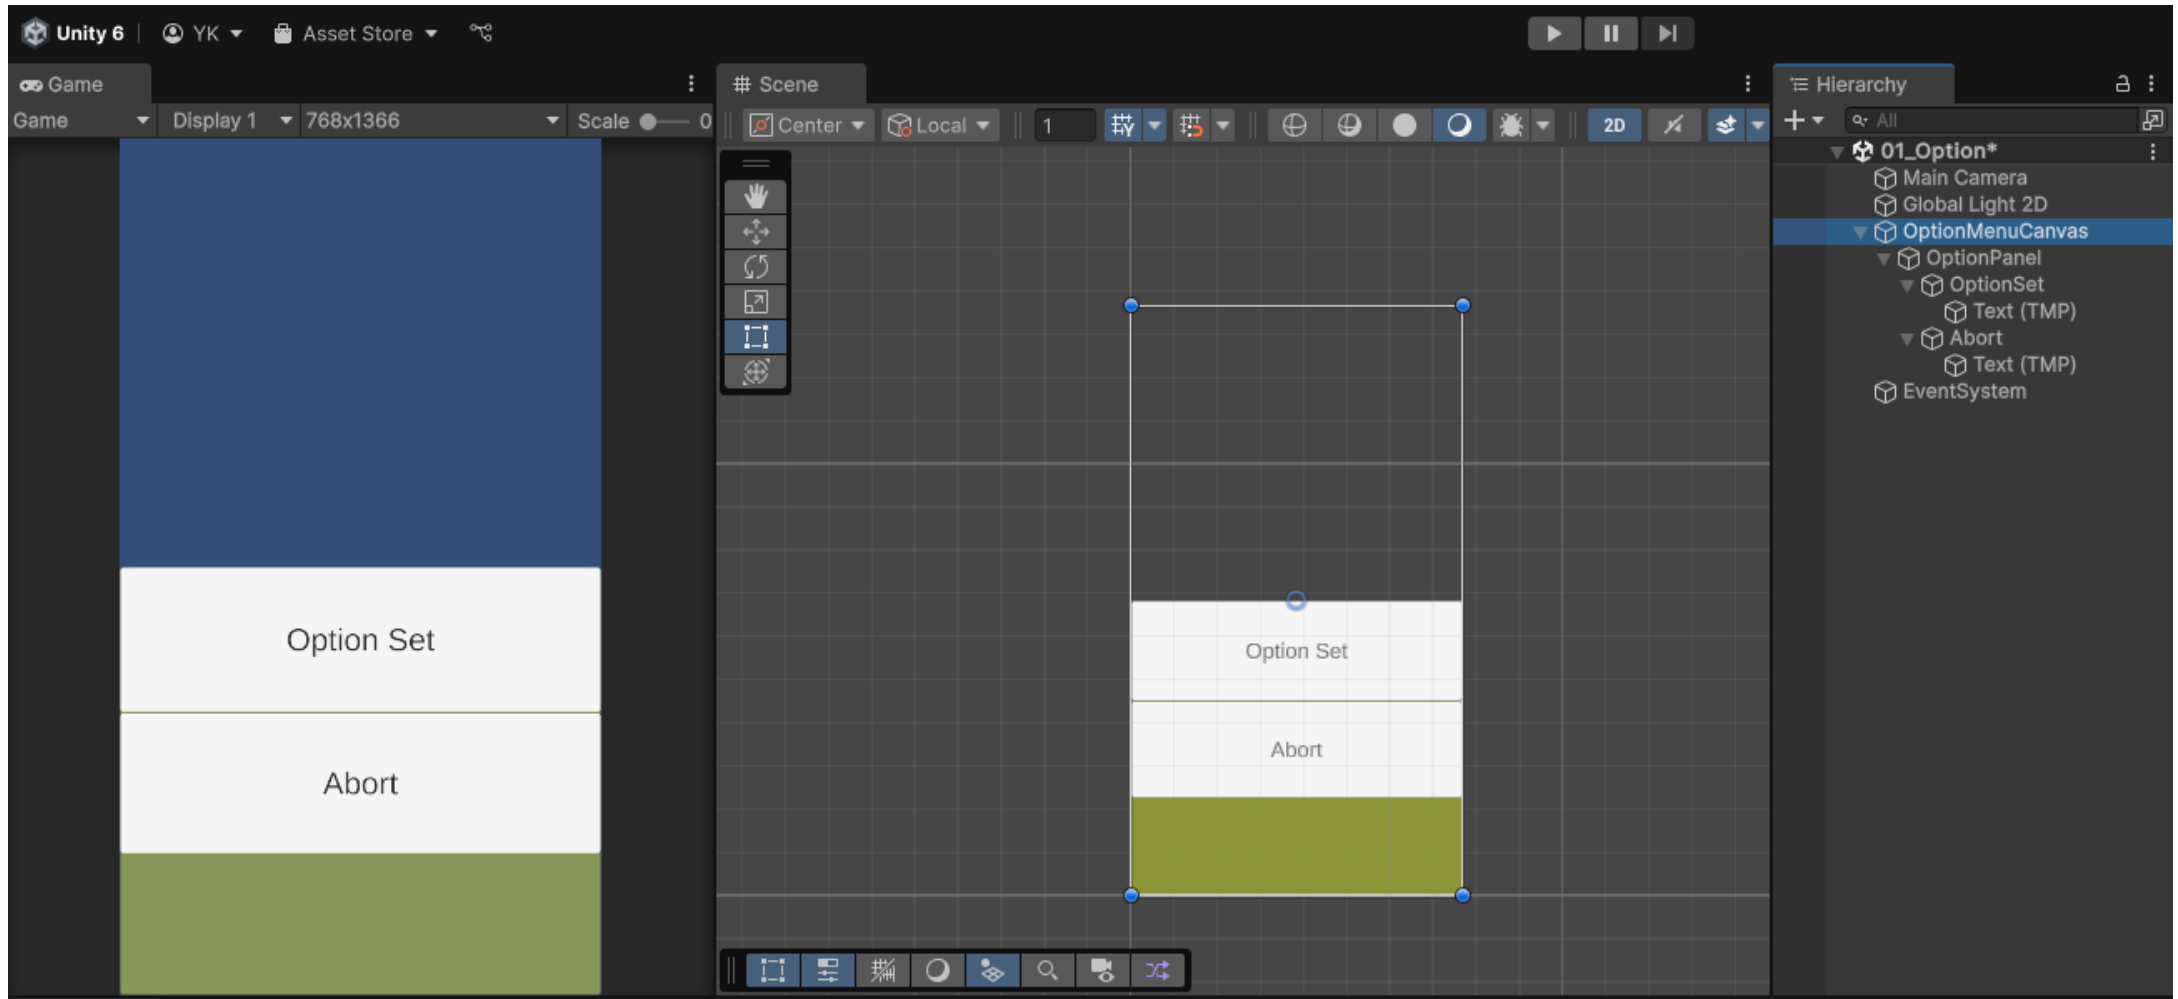 Unity 6 YK Asset Store
Game
Game Display 1 768x1366 Scale 0
Option Set
Abort
Scene
Center Local 1 2D
Option Set
Abort
Hierarchy
All
01_Option*
Main Camera
Global Light 2D
OptionMenuCanvas
OptionPanel
OptionSet
Text (TMP)
Abort
Text (TMP)
EventSystem